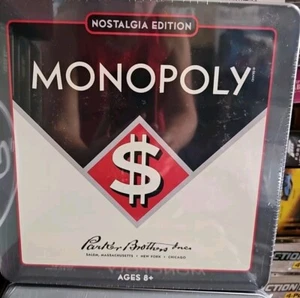 NOSTALGIA EDITION
MONOPOLY
$
Parker Brothers Inc
SALEM, MASSACHUSETTS • NEW YORK • CHICAGO
AGES 8+